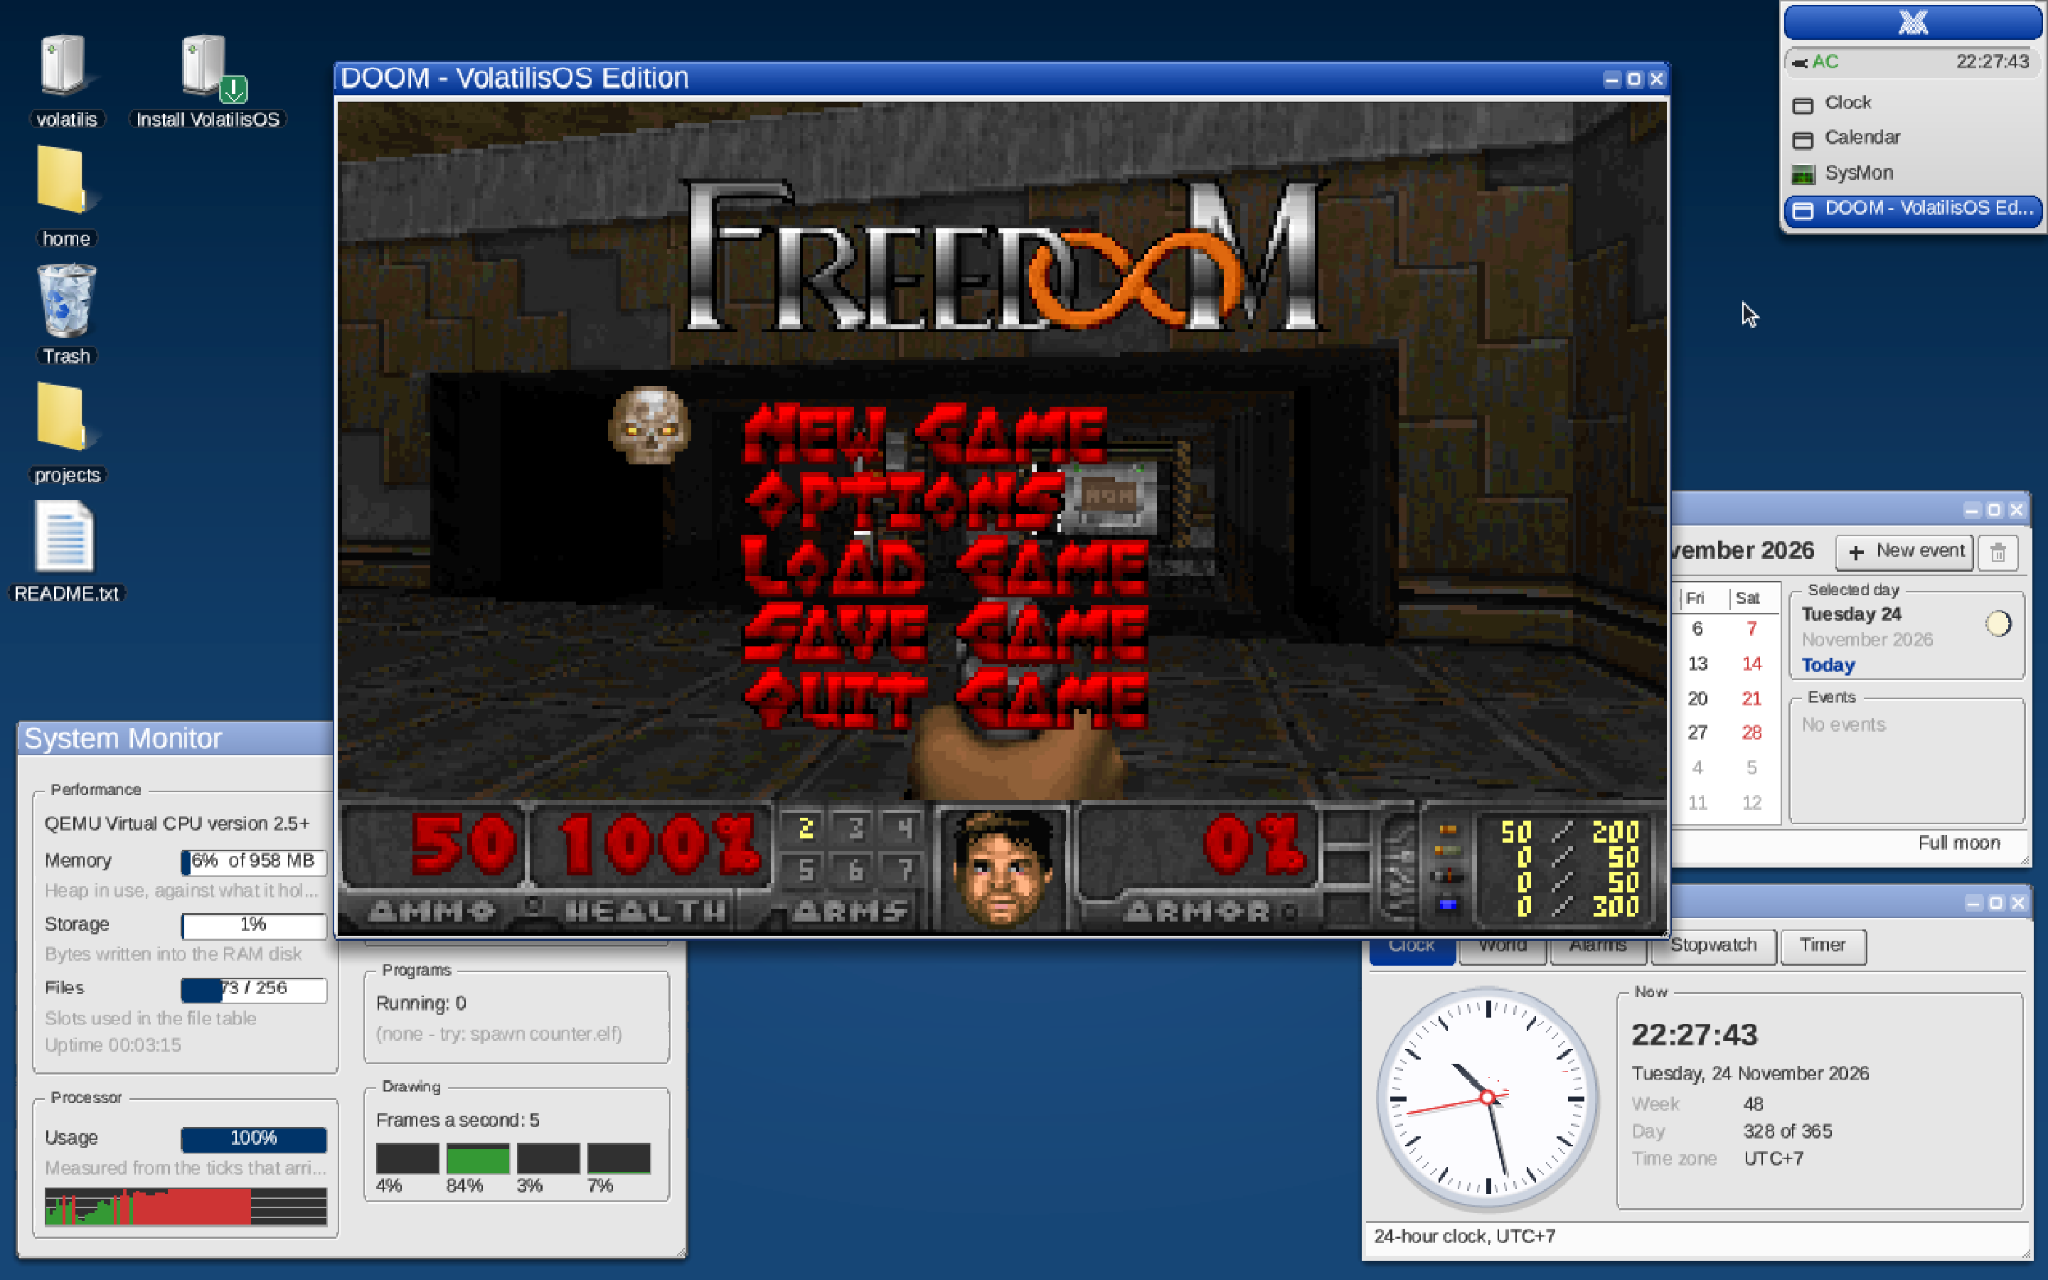 volatilis
Install VolatilisOS
home
Trash
projects
README.txt
DOOM - VolatilisOS Edition
FREEDOOM
NEW GAME
OPTIONS
LOAD GAME
SAVE GAME
QUIT GAME
50
100%
2 3 4
5 6 7
0%
50 / 200
0 / 50
0 / 50
0 / 300
AMMO
HEALTH
ARMS
ARMOR
AC
22:27:43
Clock
Calendar
SysMon
DOOM - VolatilisOS Ed...
vember 2026
New event
Fri Sat
6 7
13 14
20 21
27 28
4 5
11 12
Selected day
Tuesday 24
November 2026
Today
Events
No events
Full moon
System Monitor
Performance
QEMU Virtual CPU version 2.5+
Memory
6% of 958 MB
Heap in use, against what it hol...
Storage
1%
Bytes written into the RAM disk
Files
73 / 256
Slots used in the file table
Uptime 00:03:15
Processor
Usage
100%
Measured from the ticks that arri...
Programs
Running: 0
(none - try: spawn counter.elf)
Drawing
Frames a second: 5
4% 84% 3% 7%
Clock
World
Alarms
Stopwatch
Timer
Now
22:27:43
Tuesday, 24 November 2026
Week 48
Day 328 of 365
Time zone UTC+7
24-hour clock, UTC+7